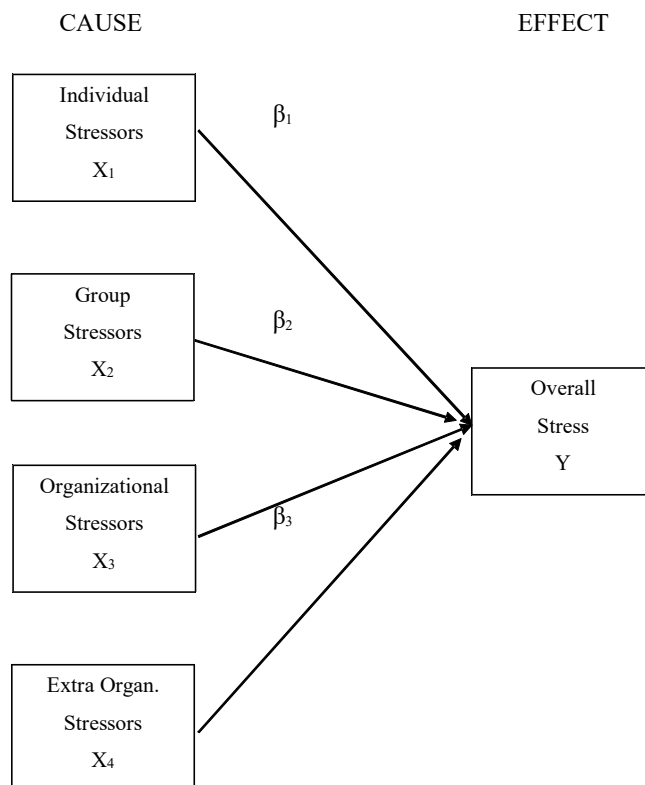 CAUSE
EFFECT
Individual
Stressors
X₁
β₁
Group
Stressors
X₂
β₂
Overall
Stress
Y
Organizational
Stressors
X₃
β₃
Extra Organ.
Stressors
X₄